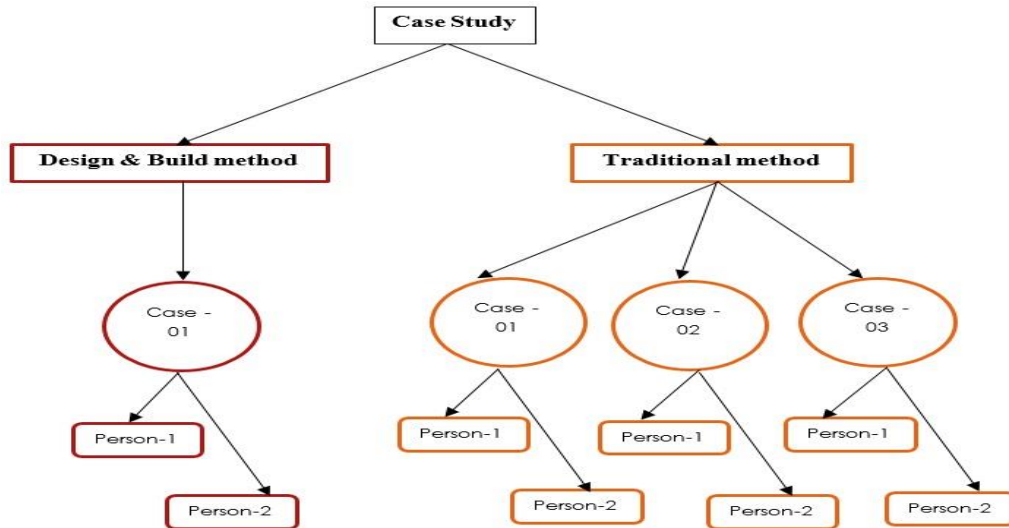 Case Study
Design & Build method
Traditional method
Case -
01
Case -
01
Case -
02
Case -
03
Person-1
Person-1
Person-1
Person-1
Person-2
Person-2
Person-2
Person-2